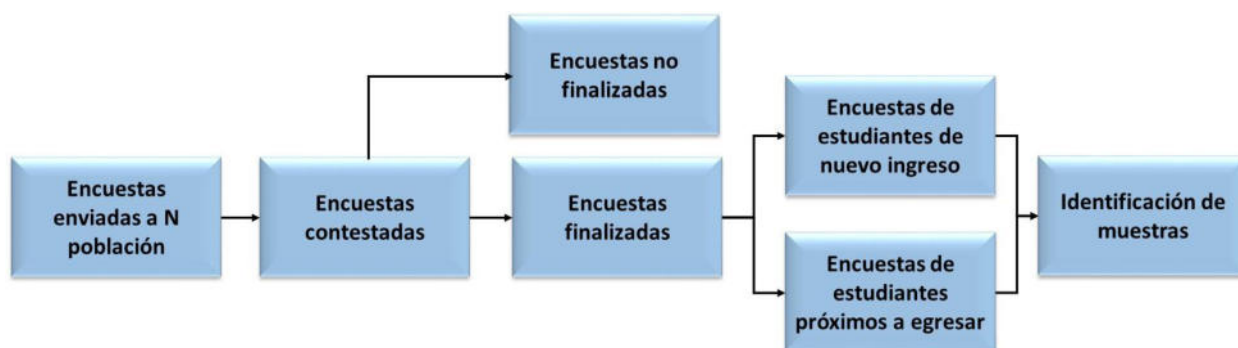 Encuestas
enviadas a N
población
Encuestas
contestadas
Encuestas no
finalizadas
Encuestas
finalizadas
Encuestas de
estudiantes de
nuevo ingreso
Encuestas de
estudiantes
próximos a egresar
Identificación de
muestras